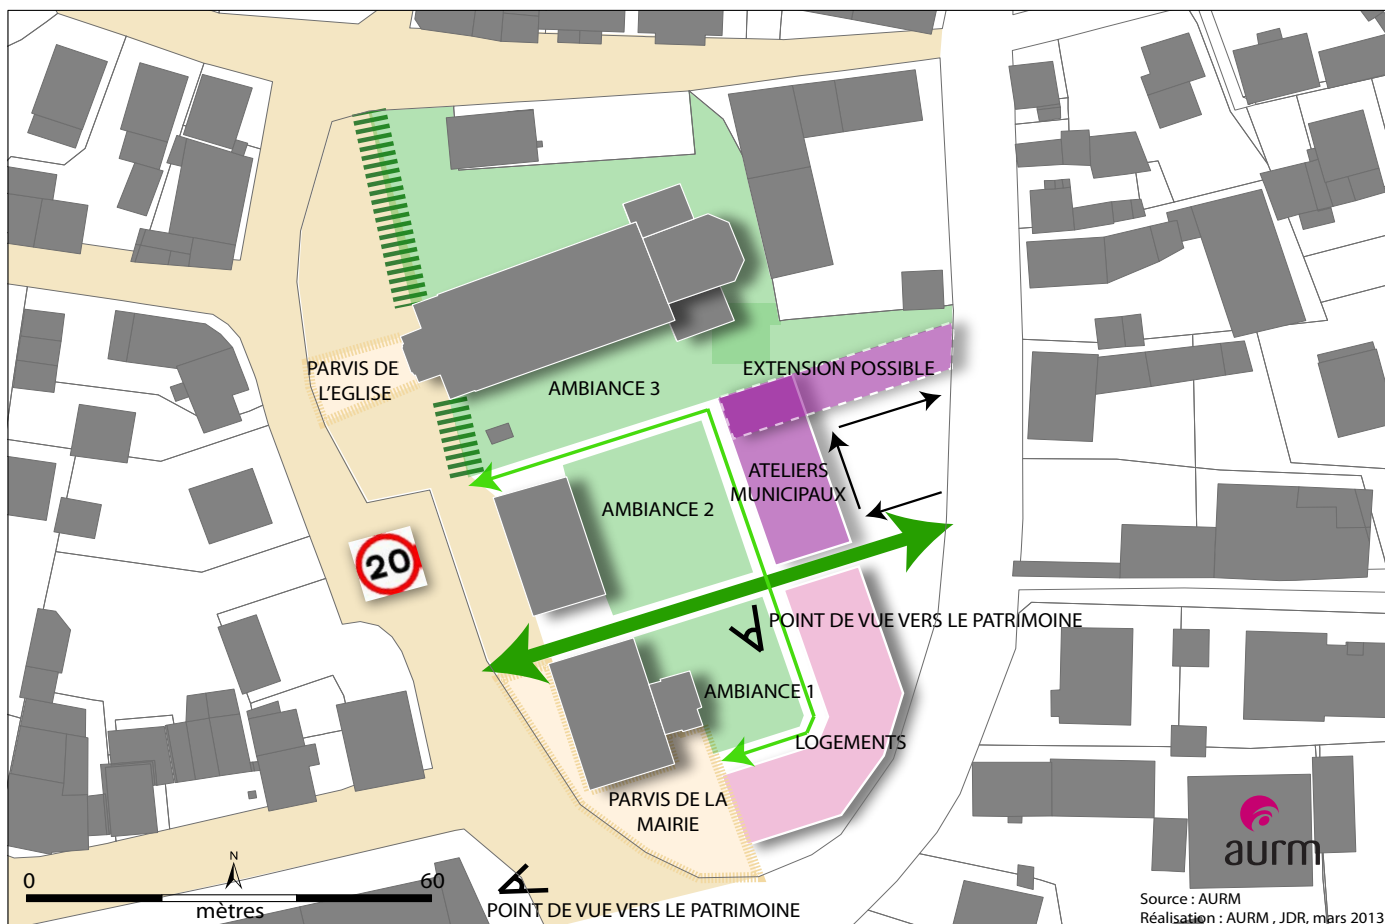 PARVIS DE
L'EGLISE
AMBIANCE 3
EXTENSION POSSIBLE
ATELIERS
MUNICIPAUX
AMBIANCE 2
20
POINT DE VUE VERS LE PATRIMOINE
AMBIANCE 1
LOGEMENTS
PARVIS DE LA
MAIRIE
N
0
60
mètres
POINT DE VUE VERS LE PATRIMOINE
aurm
Source : AURM
Réalisation : AURM , JDR, mars 2013